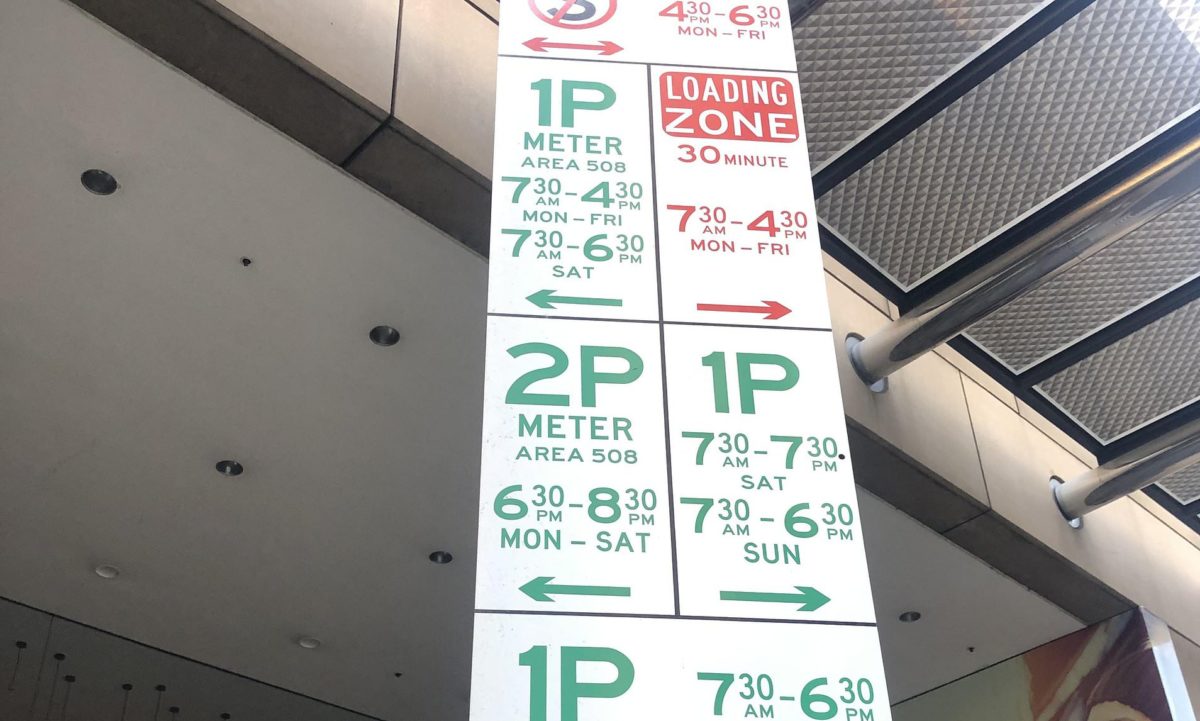 S
4:30 PM - 6:30 PM
MON – FRI
1P
METER
AREA 508
7:30 AM – 4:30 PM
MON – FRI
7:30 AM – 6:30 PM
SAT
LOADING
ZONE
30 MINUTE
7:30 AM – 4:30 PM
MON – FRI
2P
METER
AREA 508
6:30 PM – 8:30 PM
MON – SAT
1P
7:30 AM – 7:30 PM
SAT
7:30 AM – 6:30 PM
SUN
1P
7:30 AM – 6:30 PM